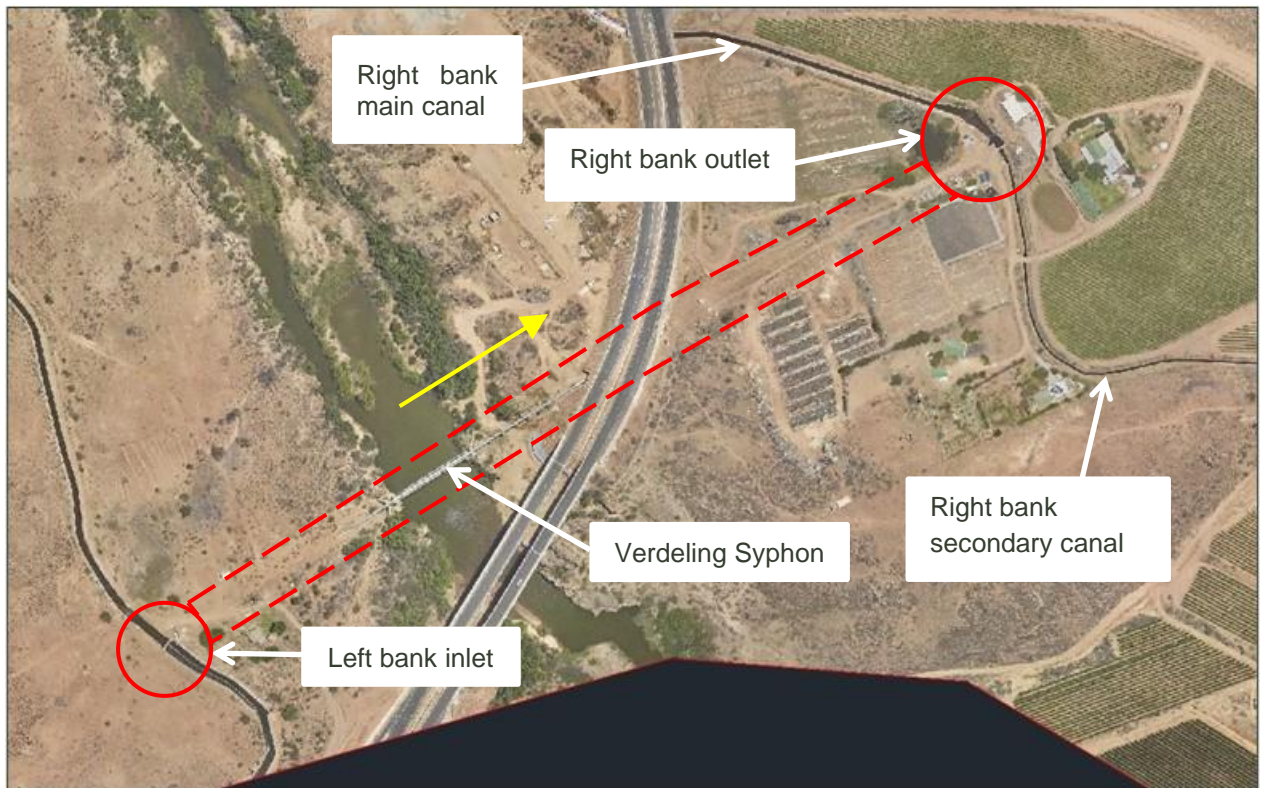 Right bank
main canal
Right bank outlet
Verdeling Syphon
Right bank
secondary canal
Left bank inlet